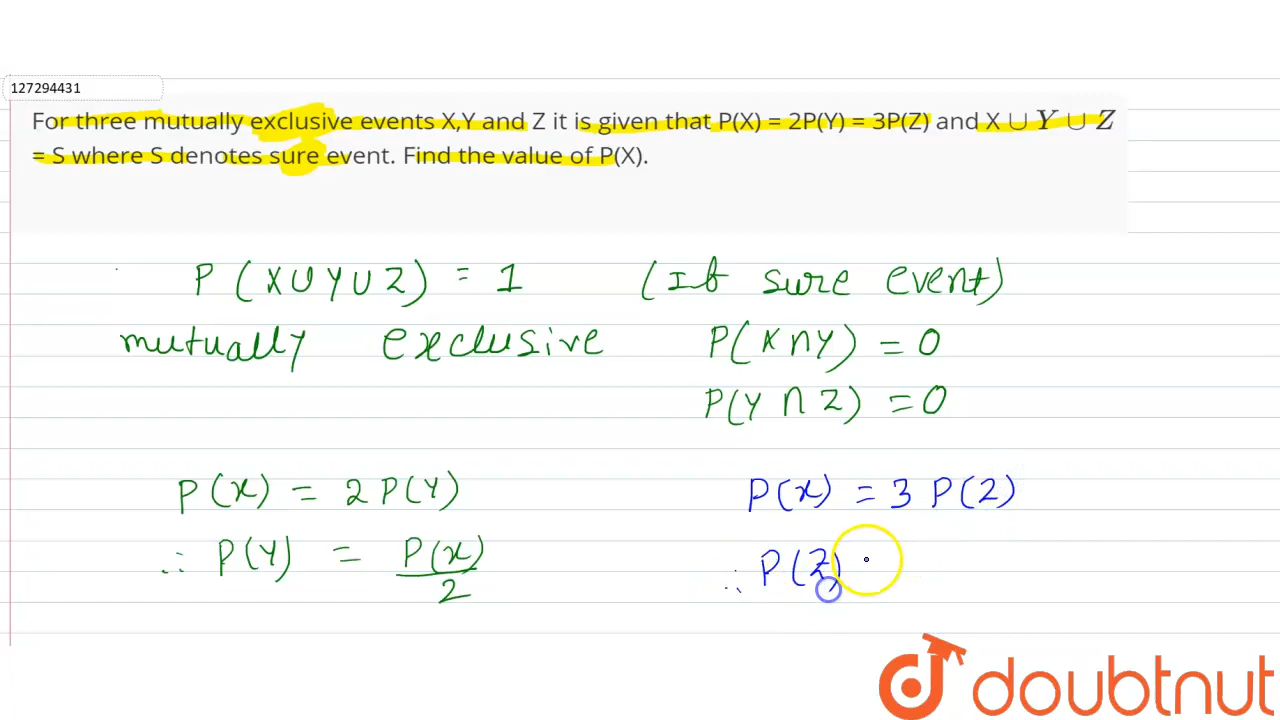 127294431
For three mutually exclusive events X,Y and Z it is given that P(X) = 2P(Y) = 3P(Z) and X ∪ Y ∪ Z
= S where S denotes sure event. Find the value of P(X).
P (X∪Y∪Z) = 1 (If sure event)
mutually exclusive P(X∩Y) = 0
P(Y ∩ Z) = 0
P(x) = 2 P(Y) P(x) = 3 P(Z)
∴ P(Y) = P(x)/2 ∴ P(Z)
doubtnut